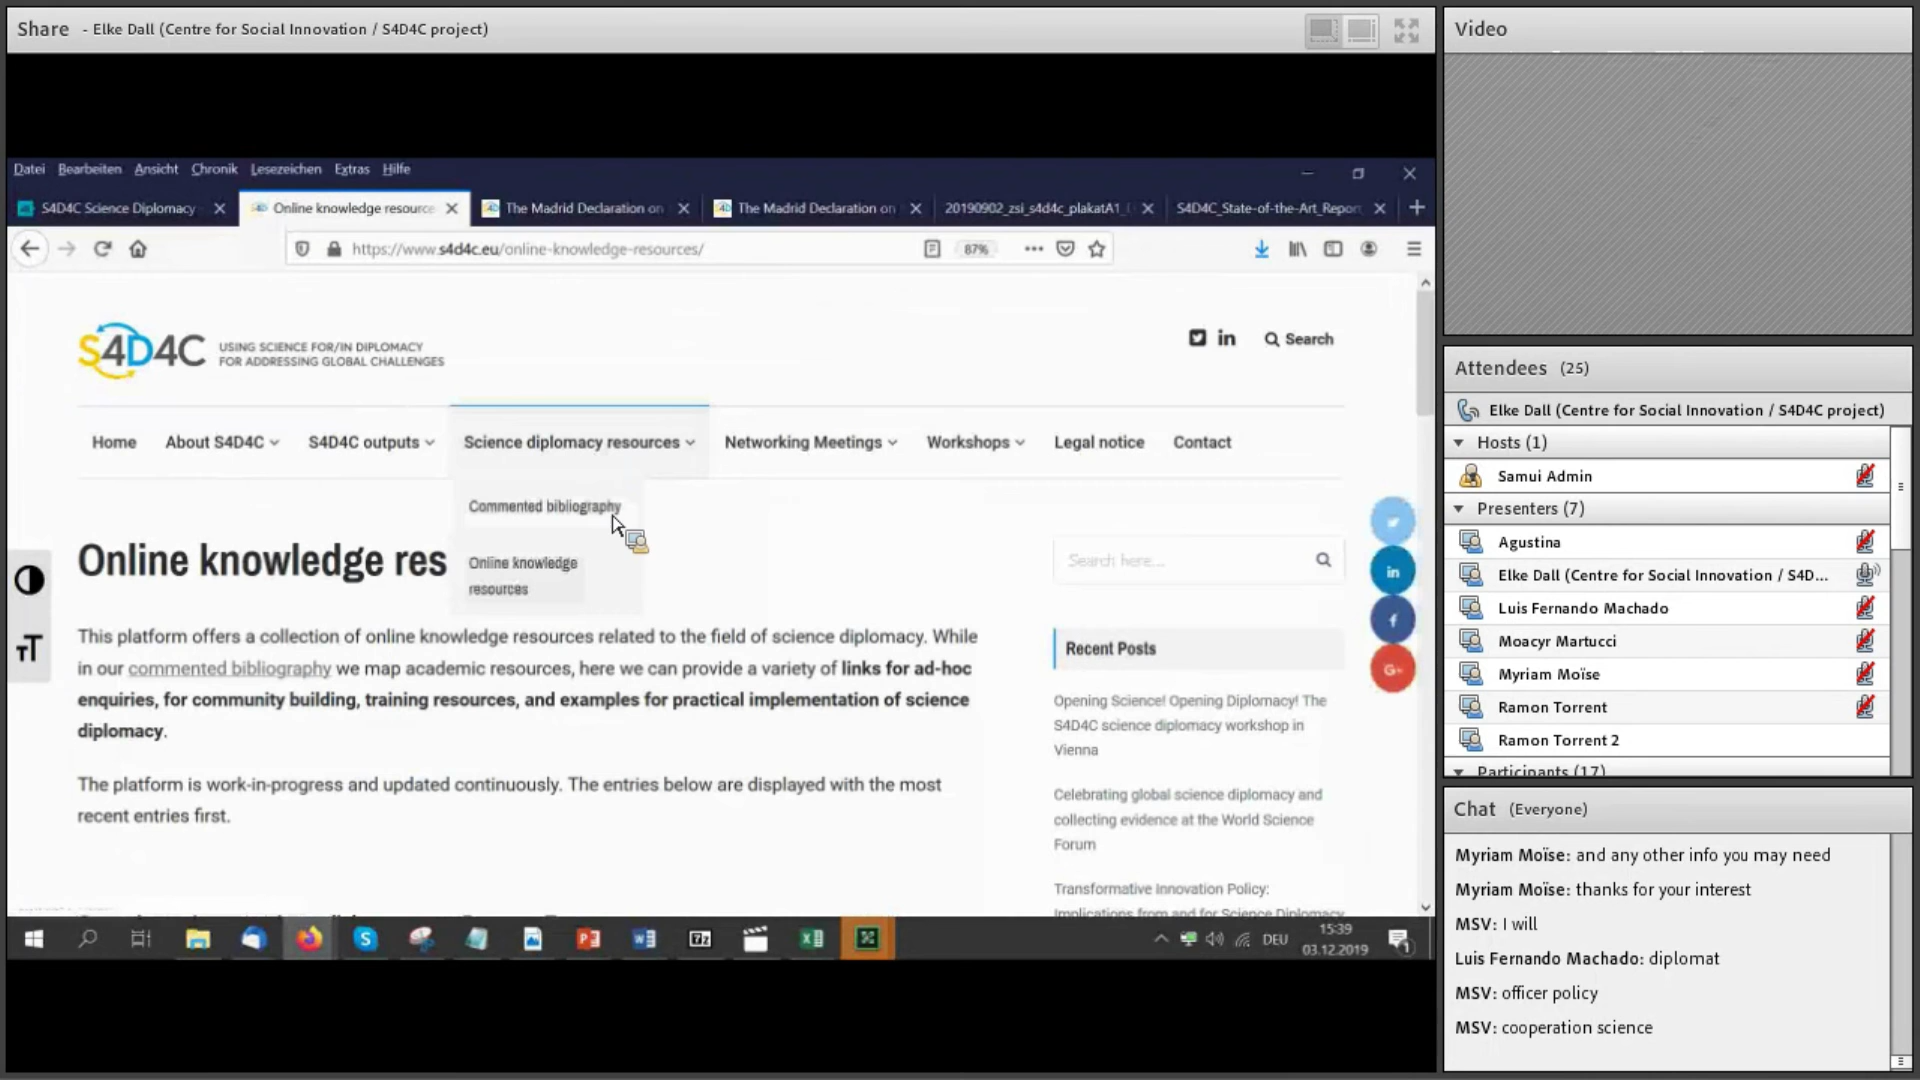 Share - Elke Dall (Centre for Social Innovation / S4D4C project)
Datei Bearbeiten Ansicht Chronik Lesezeichen Extras Hilfe
S4D4C Science Diplomacy
Online knowledge resource
The Madrid Declaration on
The Madrid Declaration on
20190902_zsi_s4d4c_plakatA1_
S4D4C_State-of-the-Art_Report
https://www.s4d4c.eu/online-knowledge-resources/
87%
S4D4C
USING SCIENCE FOR/IN DIPLOMACY
FOR ADDRESSING GLOBAL CHALLENGES
in
Search
Home About S4D4C S4D4C outputs Science diplomacy resources Networking Meetings Workshops Legal notice Contact
Commented bibliography
Online knowledge
resources
Online knowledge res
This platform offers a collection of online knowledge resources related to the field of science diplomacy. While
in our commented bibliography we map academic resources, here we can provide a variety of links for ad-hoc
enquiries, for community building, training resources, and examples for practical implementation of science
diplomacy.
The platform is work-in-progress and updated continuously. The entries below are displayed with the most
recent entries first.
Search here...
Recent Posts
Opening Science! Opening Diplomacy! The
S4D4C science diplomacy workshop in
Vienna
Celebrating global science diplomacy and
collecting evidence at the World Science
Forum
Transformative Innovation Policy:
Implications from and for Science Diplomacy
in
f
G+
TT
DEU
15:39
03.12.2019
Video
Attendees (25)
Elke Dall (Centre for Social Innovation / S4D4C project)
Hosts (1)
Samui Admin
Presenters (7)
Agustina
Elke Dall (Centre for Social Innovation / S4D...
Luis Fernando Machado
Moacyr Martucci
Myriam Moïse
Ramon Torrent
Ramon Torrent 2
Participants (17)
Chat (Everyone)
Myriam Moïse: and any other info you may need
Myriam Moïse: thanks for your interest
MSV: I will
Luis Fernando Machado: diplomat
MSV: officer policy
MSV: cooperation science